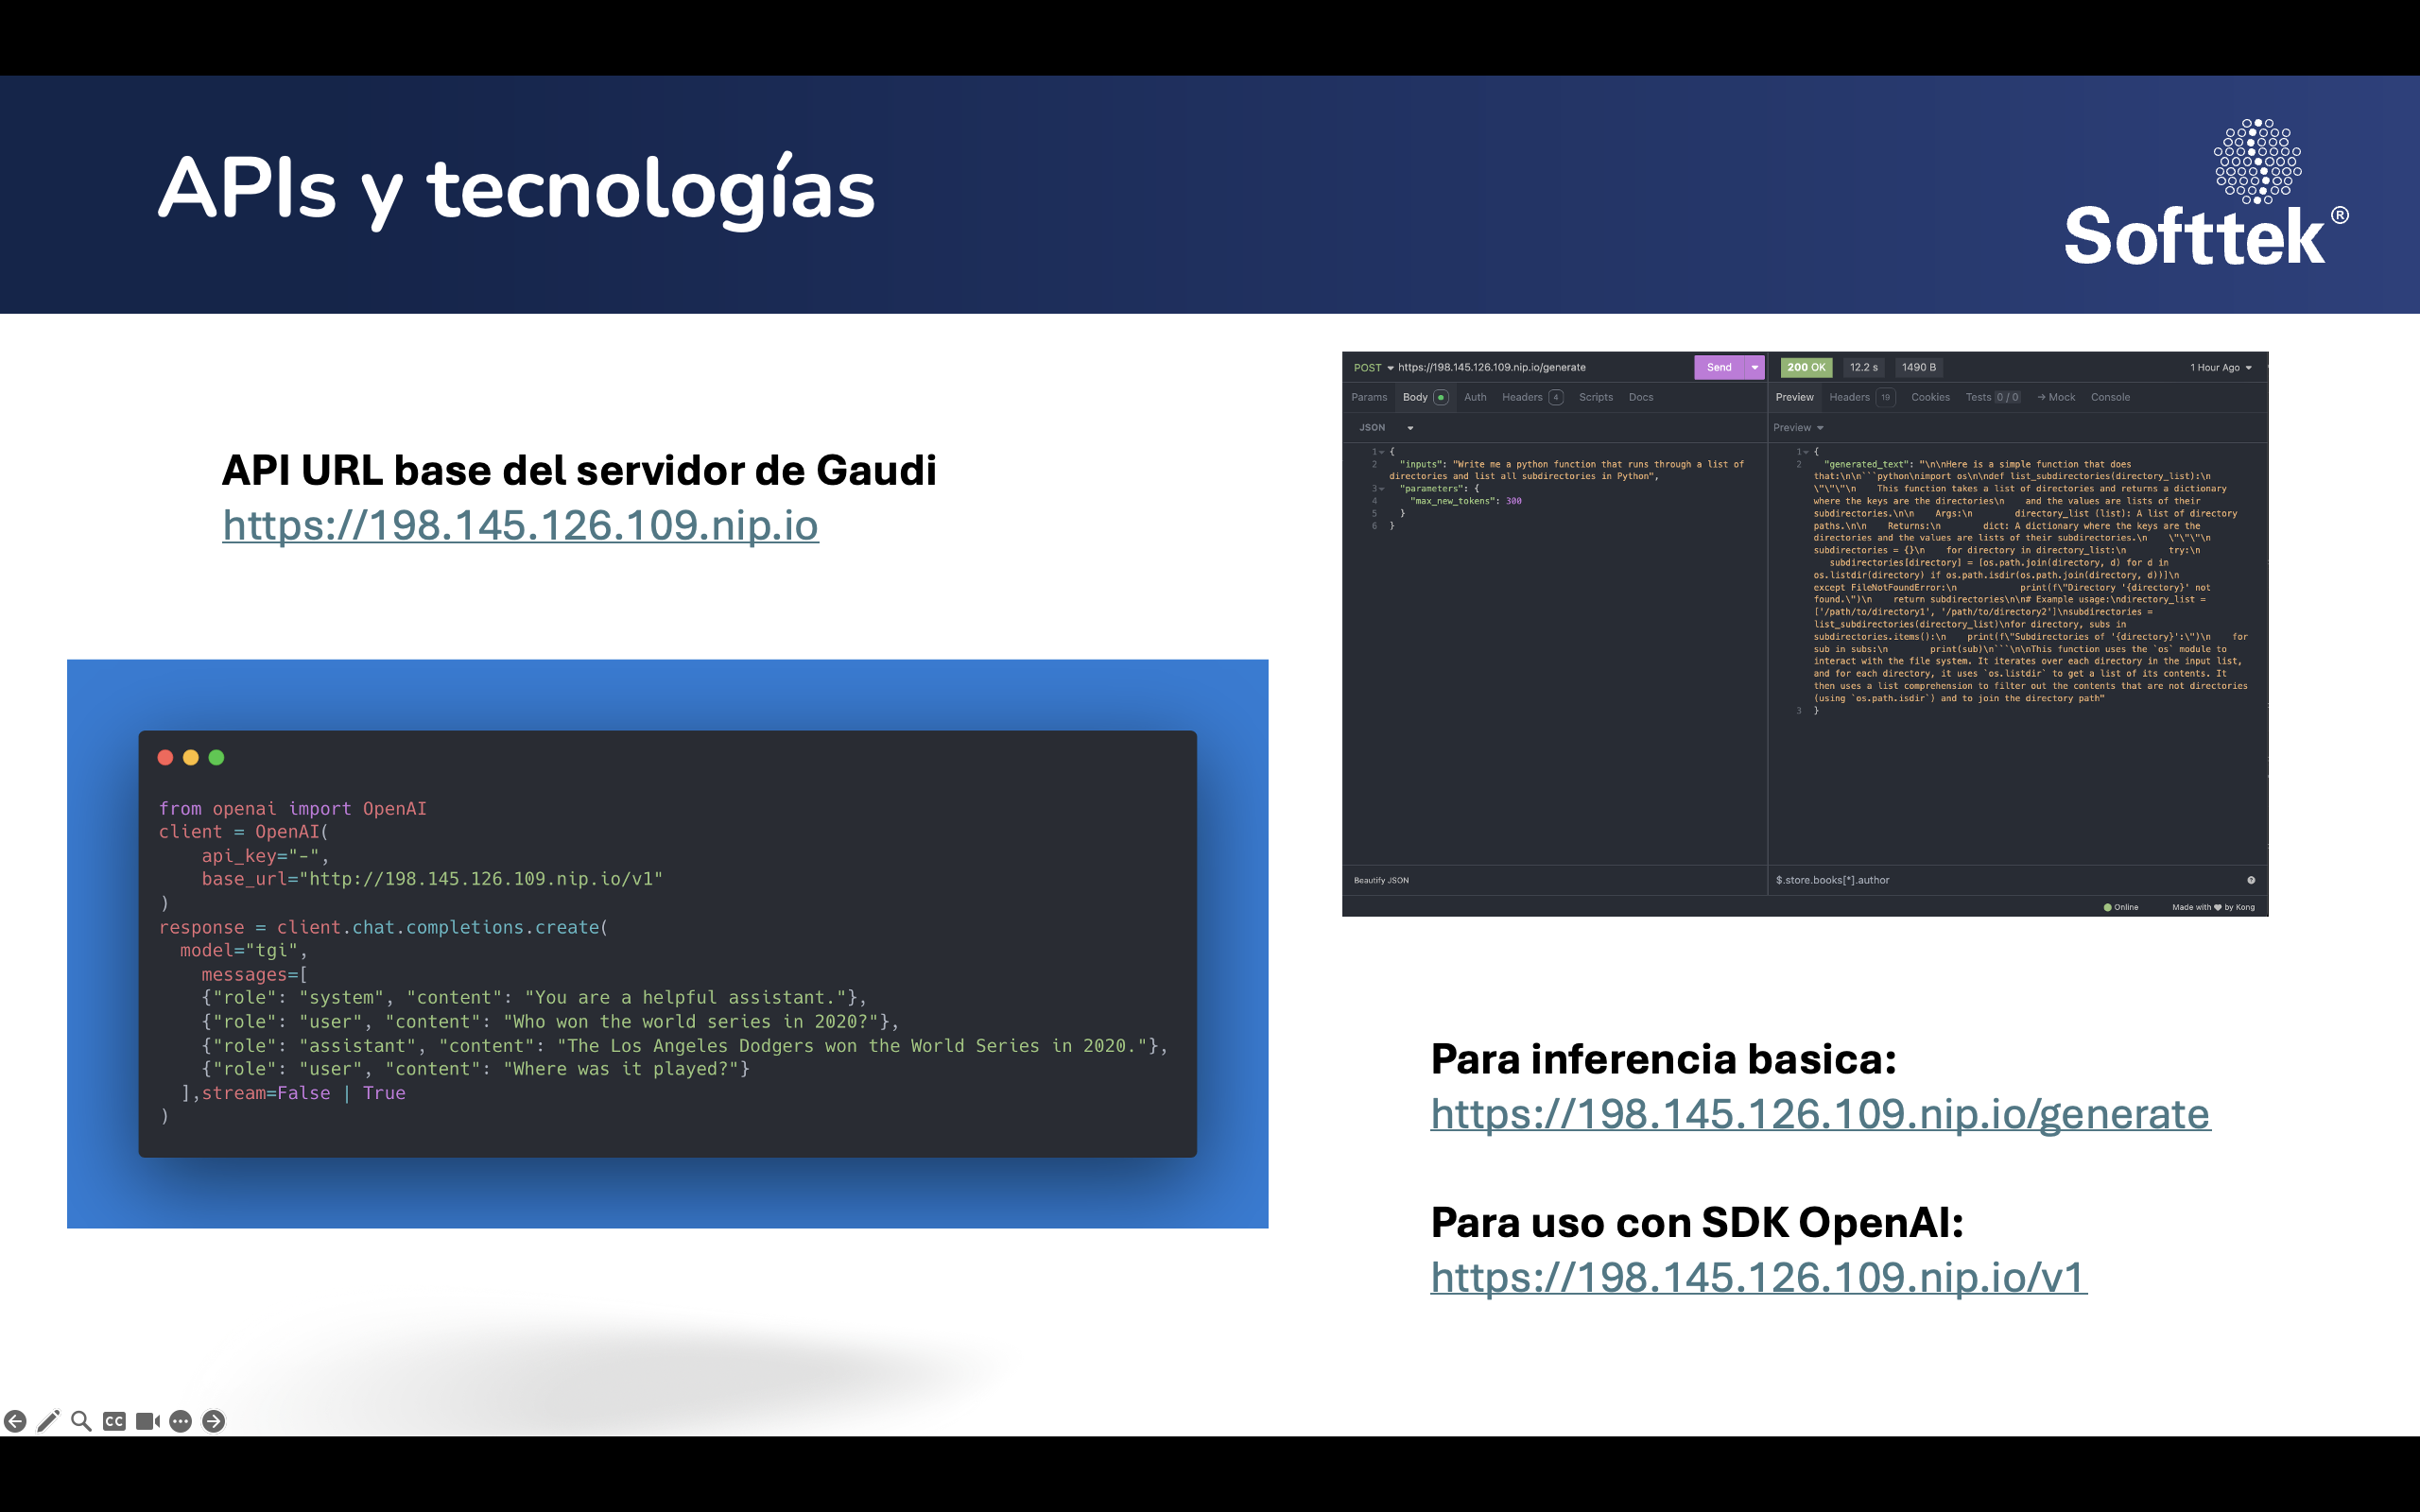 APIs y tecnologías
Softtek®
API URL base del servidor de Gaudi
https://198.145.126.109.nip.io
from openai import OpenAI
client = OpenAI(
    api_key="-",
    base_url="http://198.145.126.109.nip.io/v1"
)
response = client.chat.completions.create(
  model="tgi",
    messages=[
    {"role": "system", "content": "You are a helpful assistant."},
    {"role": "user", "content": "Who won the world series in 2020?"},
    {"role": "assistant", "content": "The Los Angeles Dodgers won the World Series in 2020."},
    {"role": "user", "content": "Where was it played?"}
  ],stream=False | True
)
POST https://198.145.126.109.nip.io/generate Send
Params Body Auth Headers 4 Scripts Docs
JSON
1 {
2 "inputs": "Write me a python function that runs through a list of
directories and list all subdirectories in Python",
3 "parameters": {
4 "max_new_tokens": 300
5 }
6 }
Beautify JSON
200 OK 12.2 s 1490 B 1 Hour Ago
Preview Headers 19 Cookies Tests 0 / 0 → Mock Console
Preview
1 {
2 "generated_text": "\n\nHere is a simple function that does
that:\n\n```python\nimport os\n\ndef list_subdirectories(directory_list):\n
\"\"\"\n    This function takes a list of directories and returns a dictionary
where the keys are the directories\n    and the values are lists of their
subdirectories.\n\n    Args:\n        directory_list (list): A list of directory
paths.\n\n    Returns:\n        dict: A dictionary where the keys are the
directories and the values are lists of their subdirectories.\n    \"\"\"\n
subdirectories = {}\n    for directory in directory_list:\n        try:\n
subdirectories[directory] = [os.path.join(directory, d) for d in
os.listdir(directory) if os.path.isdir(os.path.join(directory, d))]\n
except FileNotFoundError:\n            print(f\"Directory '{directory}' not
found.\")\n    return subdirectories\n\n# Example usage:\ndirectory_list =
['/path/to/directory1', '/path/to/directory2']\nsubdirectories =
list_subdirectories(directory_list)\nfor directory, subs in
subdirectories.items():\n    print(f\"Subdirectories of '{directory}':\")\n    for
sub in subs:\n        print(sub)\n```\n\nThis function uses the `os` module to
interact with the file system. It iterates over each directory in the input list,
and for each directory, it uses `os.listdir` to get a list of its contents. It
then uses a list comprehension to filter out the contents that are not directories
(using `os.path.isdir`) and to join the directory path"
3 }
$.store.books[*].author
Online Made with ♥ by Kong
Para inferencia basica:
https://198.145.126.109.nip.io/generate
Para uso con SDK OpenAI:
https://198.145.126.109.nip.io/v1
CC